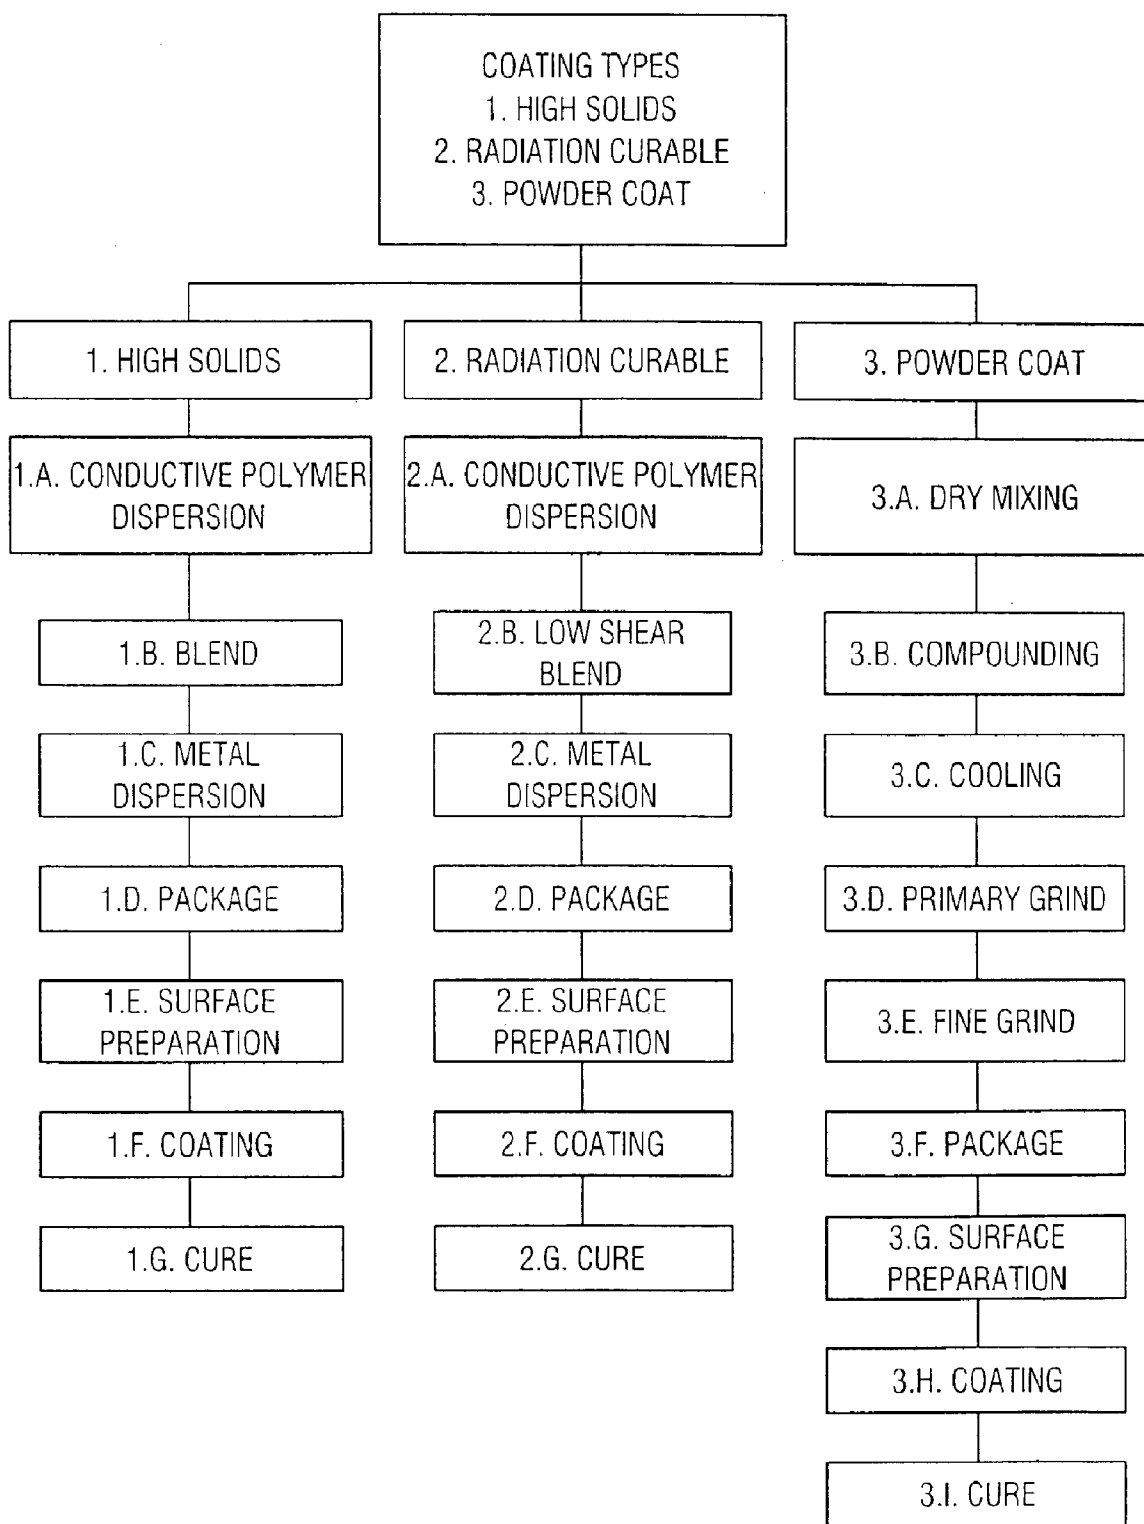 COATING TYPES
1. HIGH SOLIDS
2. RADIATION CURABLE
3. POWDER COAT
1. HIGH SOLIDS
1.A. CONDUCTIVE POLYMER
DISPERSION
1.B. BLEND
1.C. METAL
DISPERSION
1.D. PACKAGE
1.E. SURFACE
PREPARATION
1.F. COATING
1.G. CURE
2. RADIATION CURABLE
2.A. CONDUCTIVE POLYMER
DISPERSION
2.B. LOW SHEAR
BLEND
2.C. METAL
DISPERSION
2.D. PACKAGE
2.E. SURFACE
PREPARATION
2.F. COATING
2.G. CURE
3. POWDER COAT
3.A. DRY MIXING
3.B. COMPOUNDING
3.C. COOLING
3.D. PRIMARY GRIND
3.E. FINE GRIND
3.F. PACKAGE
3.G. SURFACE
PREPARATION
3.H. COATING
3.I. CURE